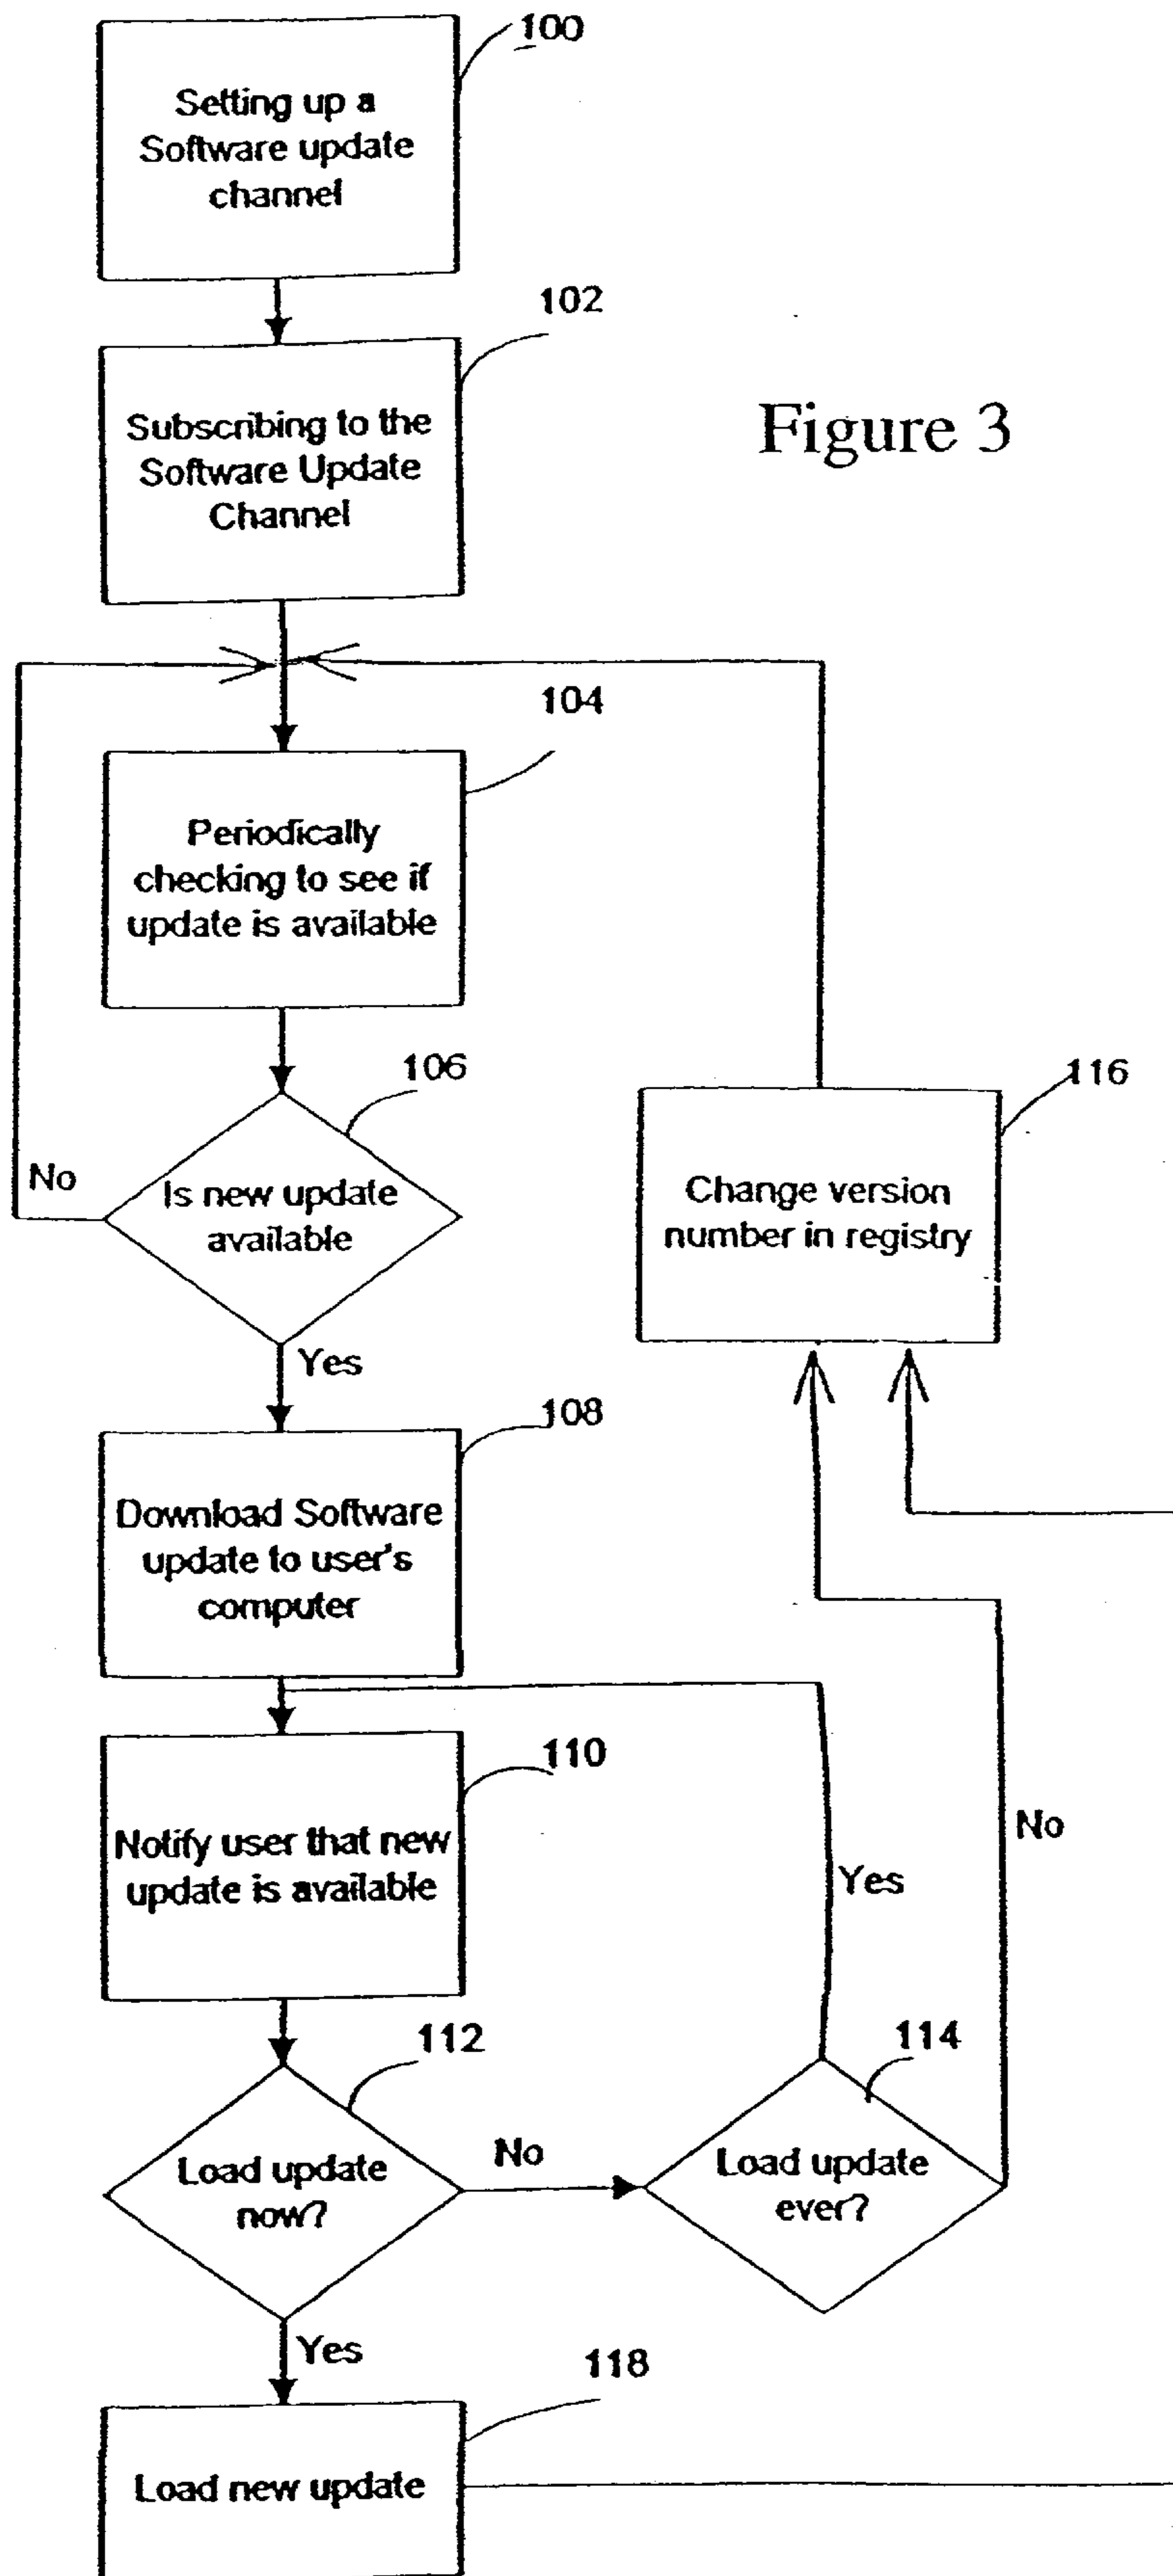 100
Setting up a
Software update
channel
102
Subscribing to the
Software Update
Channel
Figure 3
104
Periodically
checking to see if
update is available
106
No
Is new update
available
Yes
116
Change version
number in registry
108
Download Software
update to user's
computer
110
Notify user that new
update is available
Yes
No
112
Load update
now?
No
114
Load update
ever?
Yes
118
Load new update